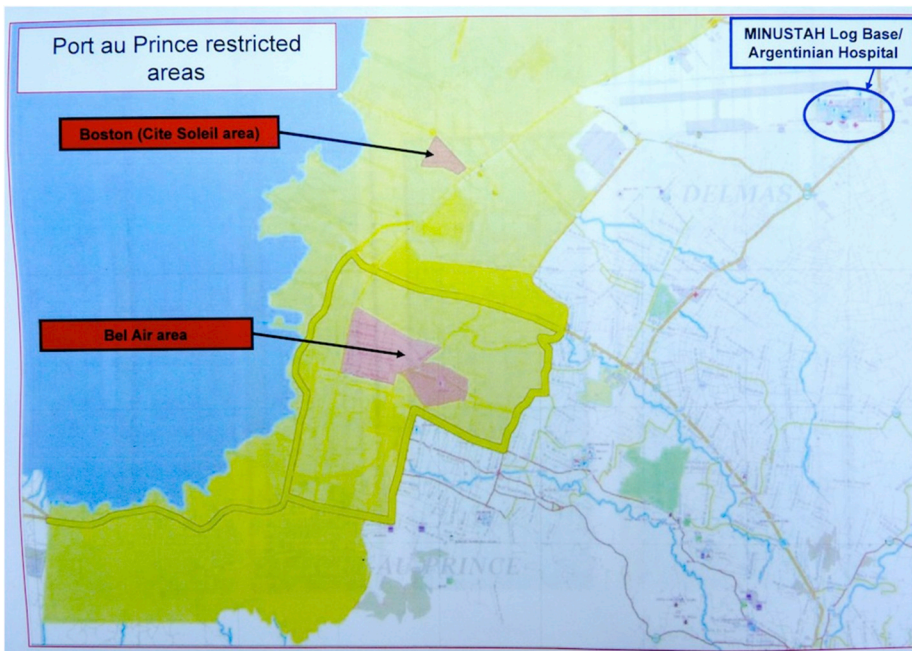 Port au Prince restricted
areas
MINUSTAH Log Base/
Argentinian Hospital
Boston (Cite Soleil area)
DELMAS
Bel Air area
AU PRINCE